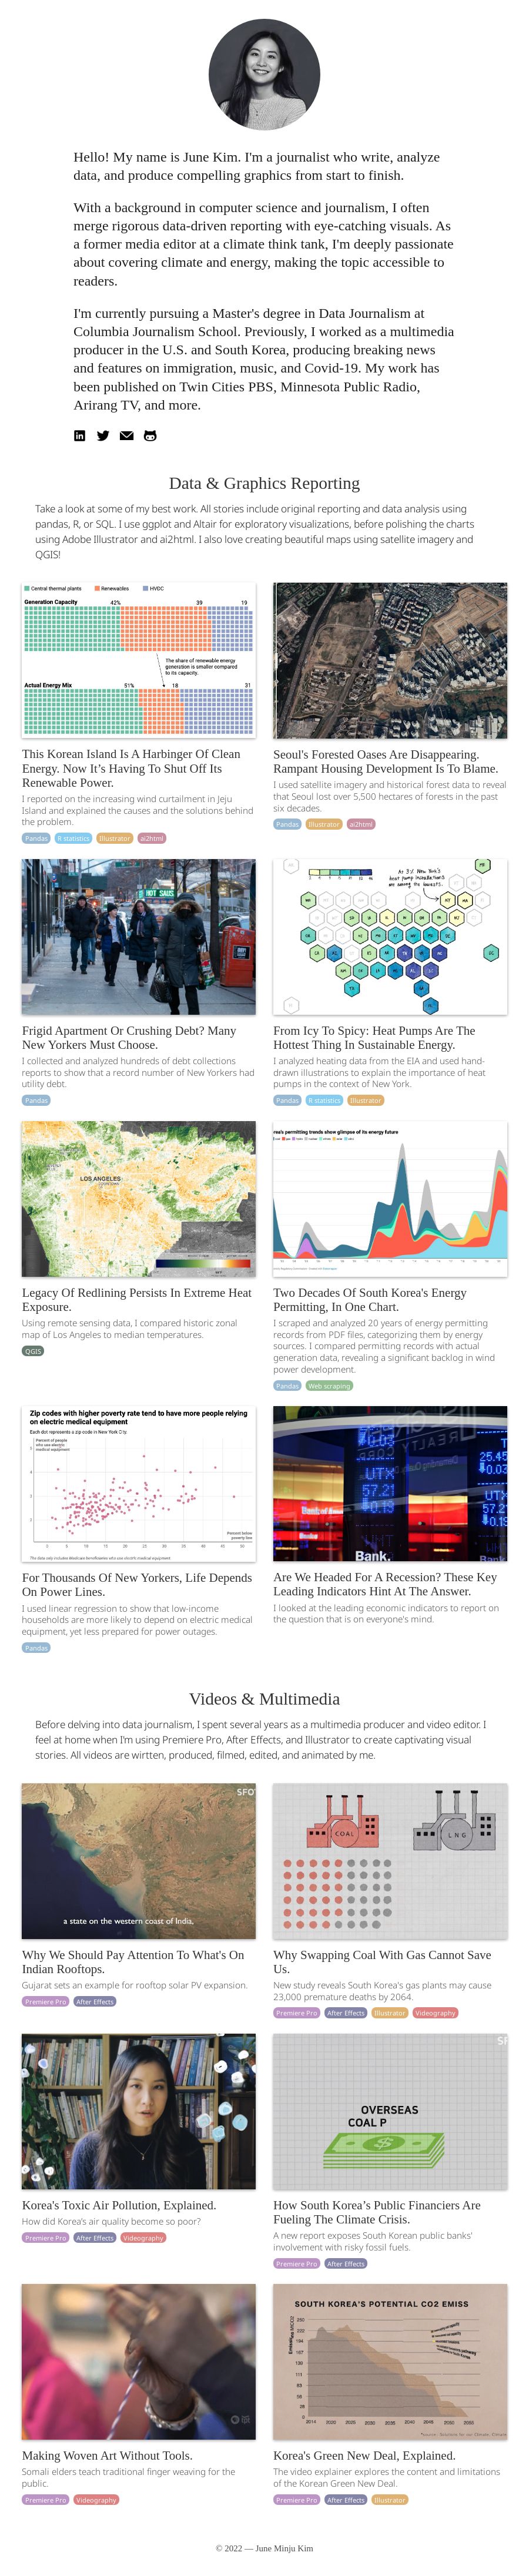 Hello! My name is June Kim. I'm a journalist who write, analyze
data, and produce compelling graphics from start to finish.
With a background in computer science and journalism, I often
merge rigorous data-driven reporting with eye-catching visuals. As
a former media editor at a climate think tank, I'm deeply passionate
about covering climate and energy, making the topic accessible to
readers.
I'm currently pursuing a Master's degree in Data Journalism at
Columbia Journalism School. Previously, I worked as a multimedia
producer in the U.S. and South Korea, producing breaking news
and features on immigration, music, and Covid-19. My work has
been published on Twin Cities PBS, Minnesota Public Radio,
Arirang TV, and more.
Data & Graphics Reporting
Take a look at some of my best work. All stories include original reporting and data analysis using
pandas, R, or SQL. I use ggplot and Altair for exploratory visualizations, before polishing the charts
using Adobe Illustrator and ai2html. I also love creating beautiful maps using satellite imagery and
QGIS!
Central thermal plants Renewables HVDC
Generation Capacity 42% 39 19
The share of renewable energy
generation is smaller compared
to its capacity.
Actual Energy Mix 51% 18 31
This Korean Island Is A Harbinger Of Clean
Energy. Now It's Having To Shut Off Its
Renewable Power.
I reported on the increasing wind curtailment in Jeju
Island and explained the causes and the solutions behind
the problem.
Pandas R statistics Illustrator ai2html
Seoul's Forested Oases Are Disappearing.
Rampant Housing Development Is To Blame.
I used satellite imagery and historical forest data to reveal
that Seoul lost over 5,500 hectares of forests in the past
six decades.
Pandas Illustrator ai2html
HOT SAUS
Frigid Apartment Or Crushing Debt? Many
New Yorkers Must Choose.
I collected and analyzed hundreds of debt collections
reports to show that a record number of New Yorkers had
utility debt.
Pandas
At 3% New York's
heat pump installations
are among the lowest.
From Icy To Spicy: Heat Pumps Are The
Hottest Thing In Sustainable Energy.
I analyzed heating data from the EIA and used hand-
drawn illustrations to explain the importance of heat
pumps in the context of New York.
Pandas R statistics Illustrator
LOS ANGELES
Legacy Of Redlining Persists In Extreme Heat
Exposure.
Using remote sensing data, I compared historic zonal
map of Los Angeles to median temperatures.
QGIS
rea's permitting trends show glimpse of its energy future
Two Decades Of South Korea's Energy
Permitting, In One Chart.
I scraped and analyzed 20 years of energy permitting
records from PDF files, categorizing them by energy
sources. I compared permitting records with actual
generation data, revealing a significant backlog in wind
power development.
Pandas Web scraping
Zip codes with higher poverty rate tend to have more people relying
on electric medical equipment
Each dot represents a zip code in New York City.
Percent of people
who use electric
medical equipment
Percent below
poverty line
For Thousands Of New Yorkers, Life Depends
On Power Lines.
I used linear regression to show that low-income
households are more likely to depend on electric medical
equipment, yet less prepared for power outages.
Pandas
UTX
57.21
Bank.
Are We Headed For A Recession? These Key
Leading Indicators Hint At The Answer.
I looked at the leading economic indicators to report on
the question that is on everyone's mind.
Videos & Multimedia
Before delving into data journalism, I spent several years as a multimedia producer and video editor. I
feel at home when I'm using Premiere Pro, After Effects, and Illustrator to create captivating visual
stories. All videos are wirtten, produced, filmed, edited, and animated by me.
SFO
a state on the western coast of India,
Why We Should Pay Attention To What's On
Indian Rooftops.
Gujarat sets an example for rooftop solar PV expansion.
Premiere Pro After Effects
COAL LNG
Why Swapping Coal With Gas Cannot Save
Us.
New study reveals South Korea's gas plants may cause
23,000 premature deaths by 2064.
Premiere Pro After Effects Illustrator Videography
Korea's Toxic Air Pollution, Explained.
How did Korea's air quality become so poor?
Premiere Pro After Effects Videography
OVERSEAS
COAL P
How South Korea's Public Financiers Are
Fueling The Climate Crisis.
A new report exposes South Korean public banks'
involvement with risky fossil fuels.
Premiere Pro After Effects
Making Woven Art Without Tools.
Somali elders teach traditional finger weaving for the
public.
Premiere Pro Videography
SOUTH KOREA'S POTENTIAL CO2 EMISS
Korea's Green New Deal, Explained.
The video explainer explores the content and limitations
of the Korean Green New Deal.
Premiere Pro After Effects Illustrator
© 2022 — June Minju Kim